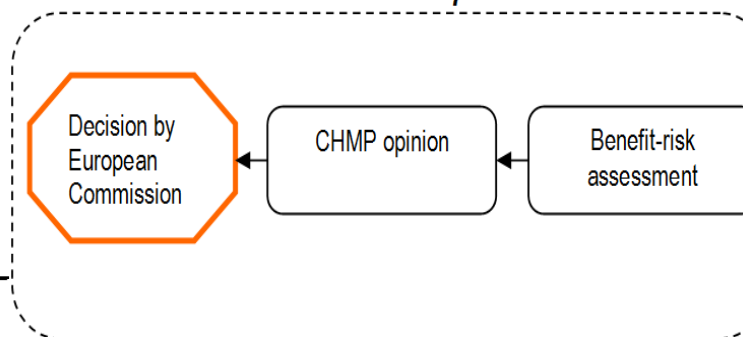 Decision by
European
Commission
CHMP opinion
Benefit-risk
assessment